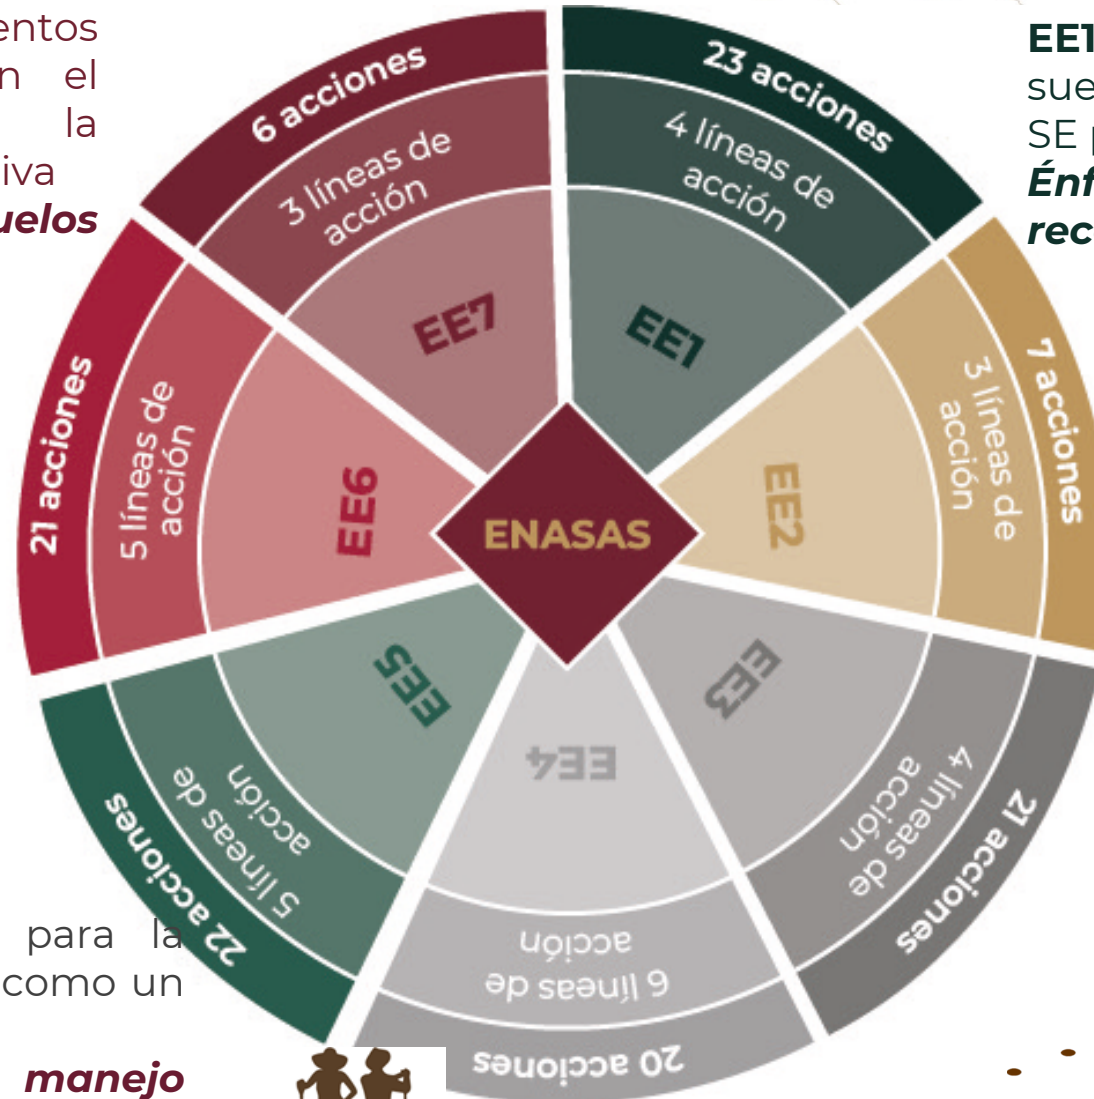 entos
n el
la
iva
uelos
EE1
sue
SE p
Énf
rec
23 acciones
4 líneas de
acción
EE1
7 acciones
3 líneas de
acción
EE2
21 acciones
4 líneas de
acción
EE3
20 acciones
6 líneas de
acción
EE4
22 acciones
5 líneas de
acción
EE5
21 acciones
5 líneas de
acción
EE6
6 acciones
3 líneas de
acción
EE7
ENASAS
para la
como un
manejo